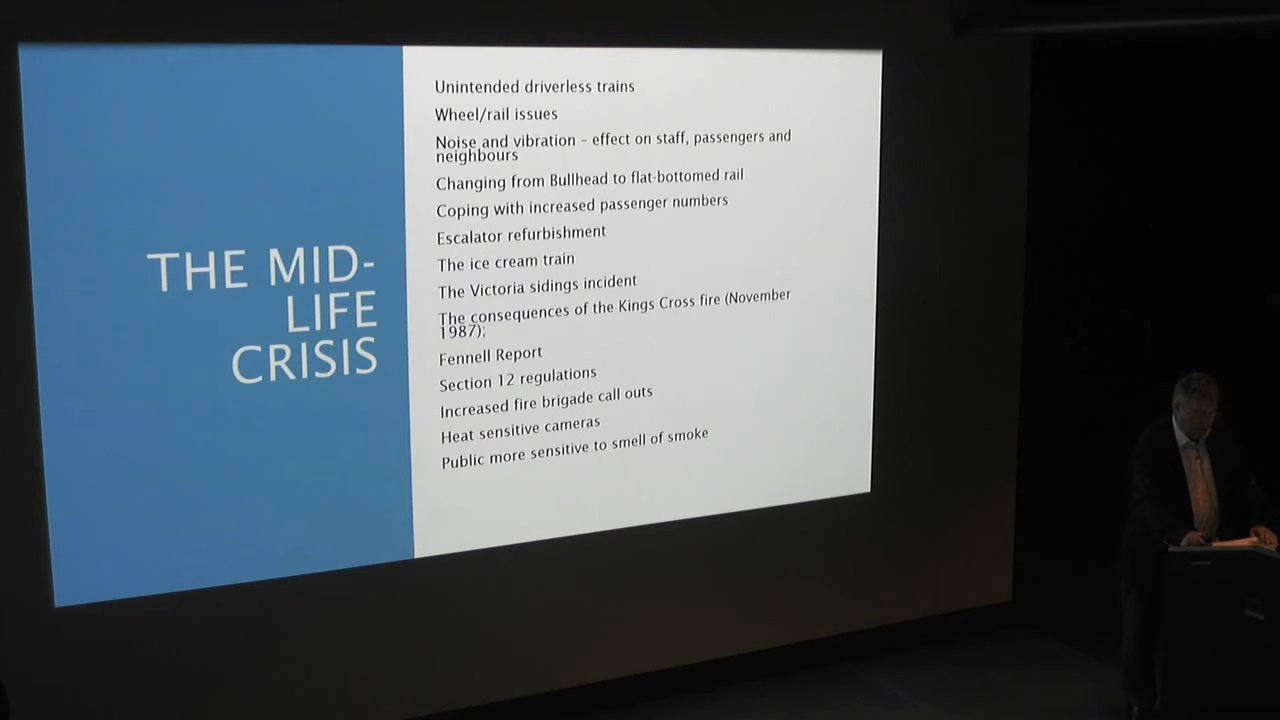 THE MID-
LIFE
CRISIS
Unintended driverless trains
Wheel/rail issues
Noise and vibration – effect on staff, passengers and
neighbours
Changing from Bullhead to flat-bottomed rail
Coping with increased passenger numbers
Escalator refurbishment
The ice cream train
The Victoria sidings incident
The consequences of the Kings Cross fire (November
1987);
Fennell Report
Section 12 regulations
Increased fire brigade call outs
Heat sensitive cameras
Public more sensitive to smell of smoke